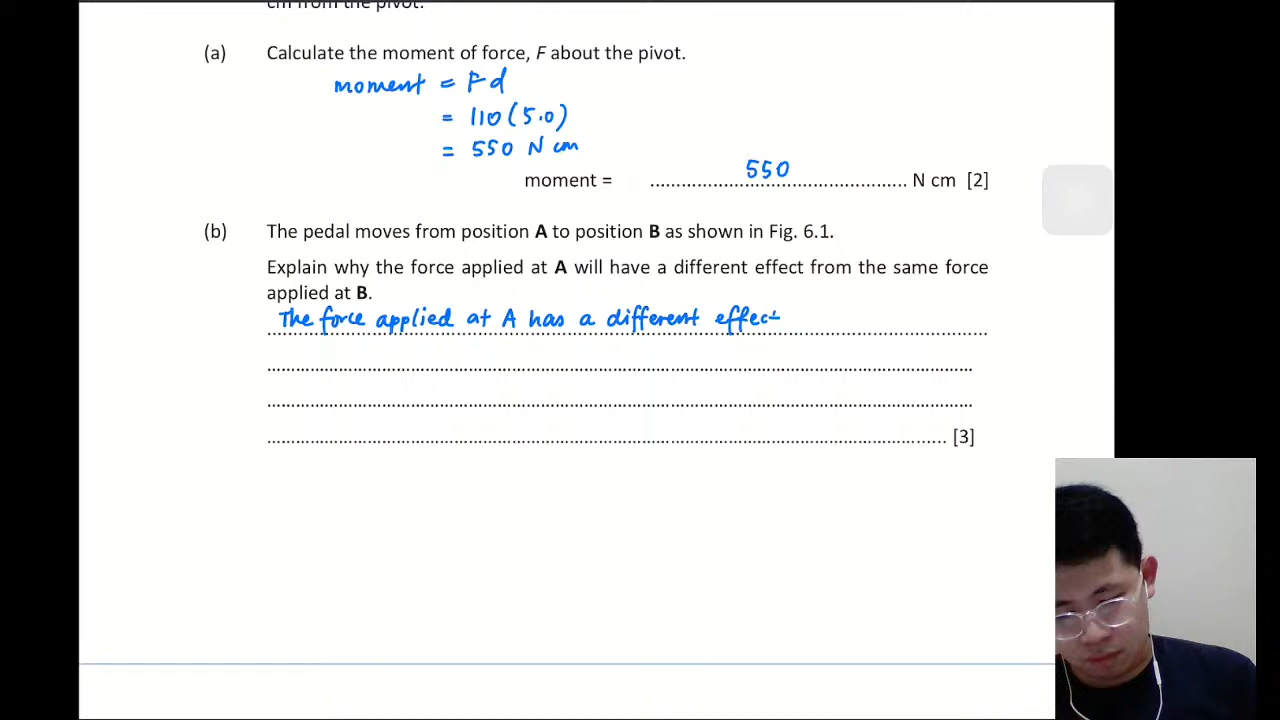 cm from the pivot.
(a) Calculate the moment of force, F about the pivot.
moment = Fd
= 110(5.0)
= 550 N cm
550
moment = .................................................. N cm [2]
(b) The pedal moves from position A to position B as shown in Fig. 6.1.
Explain why the force applied at A will have a different effect from the same force
applied at B.
The force applied at A has a different effect
[3]